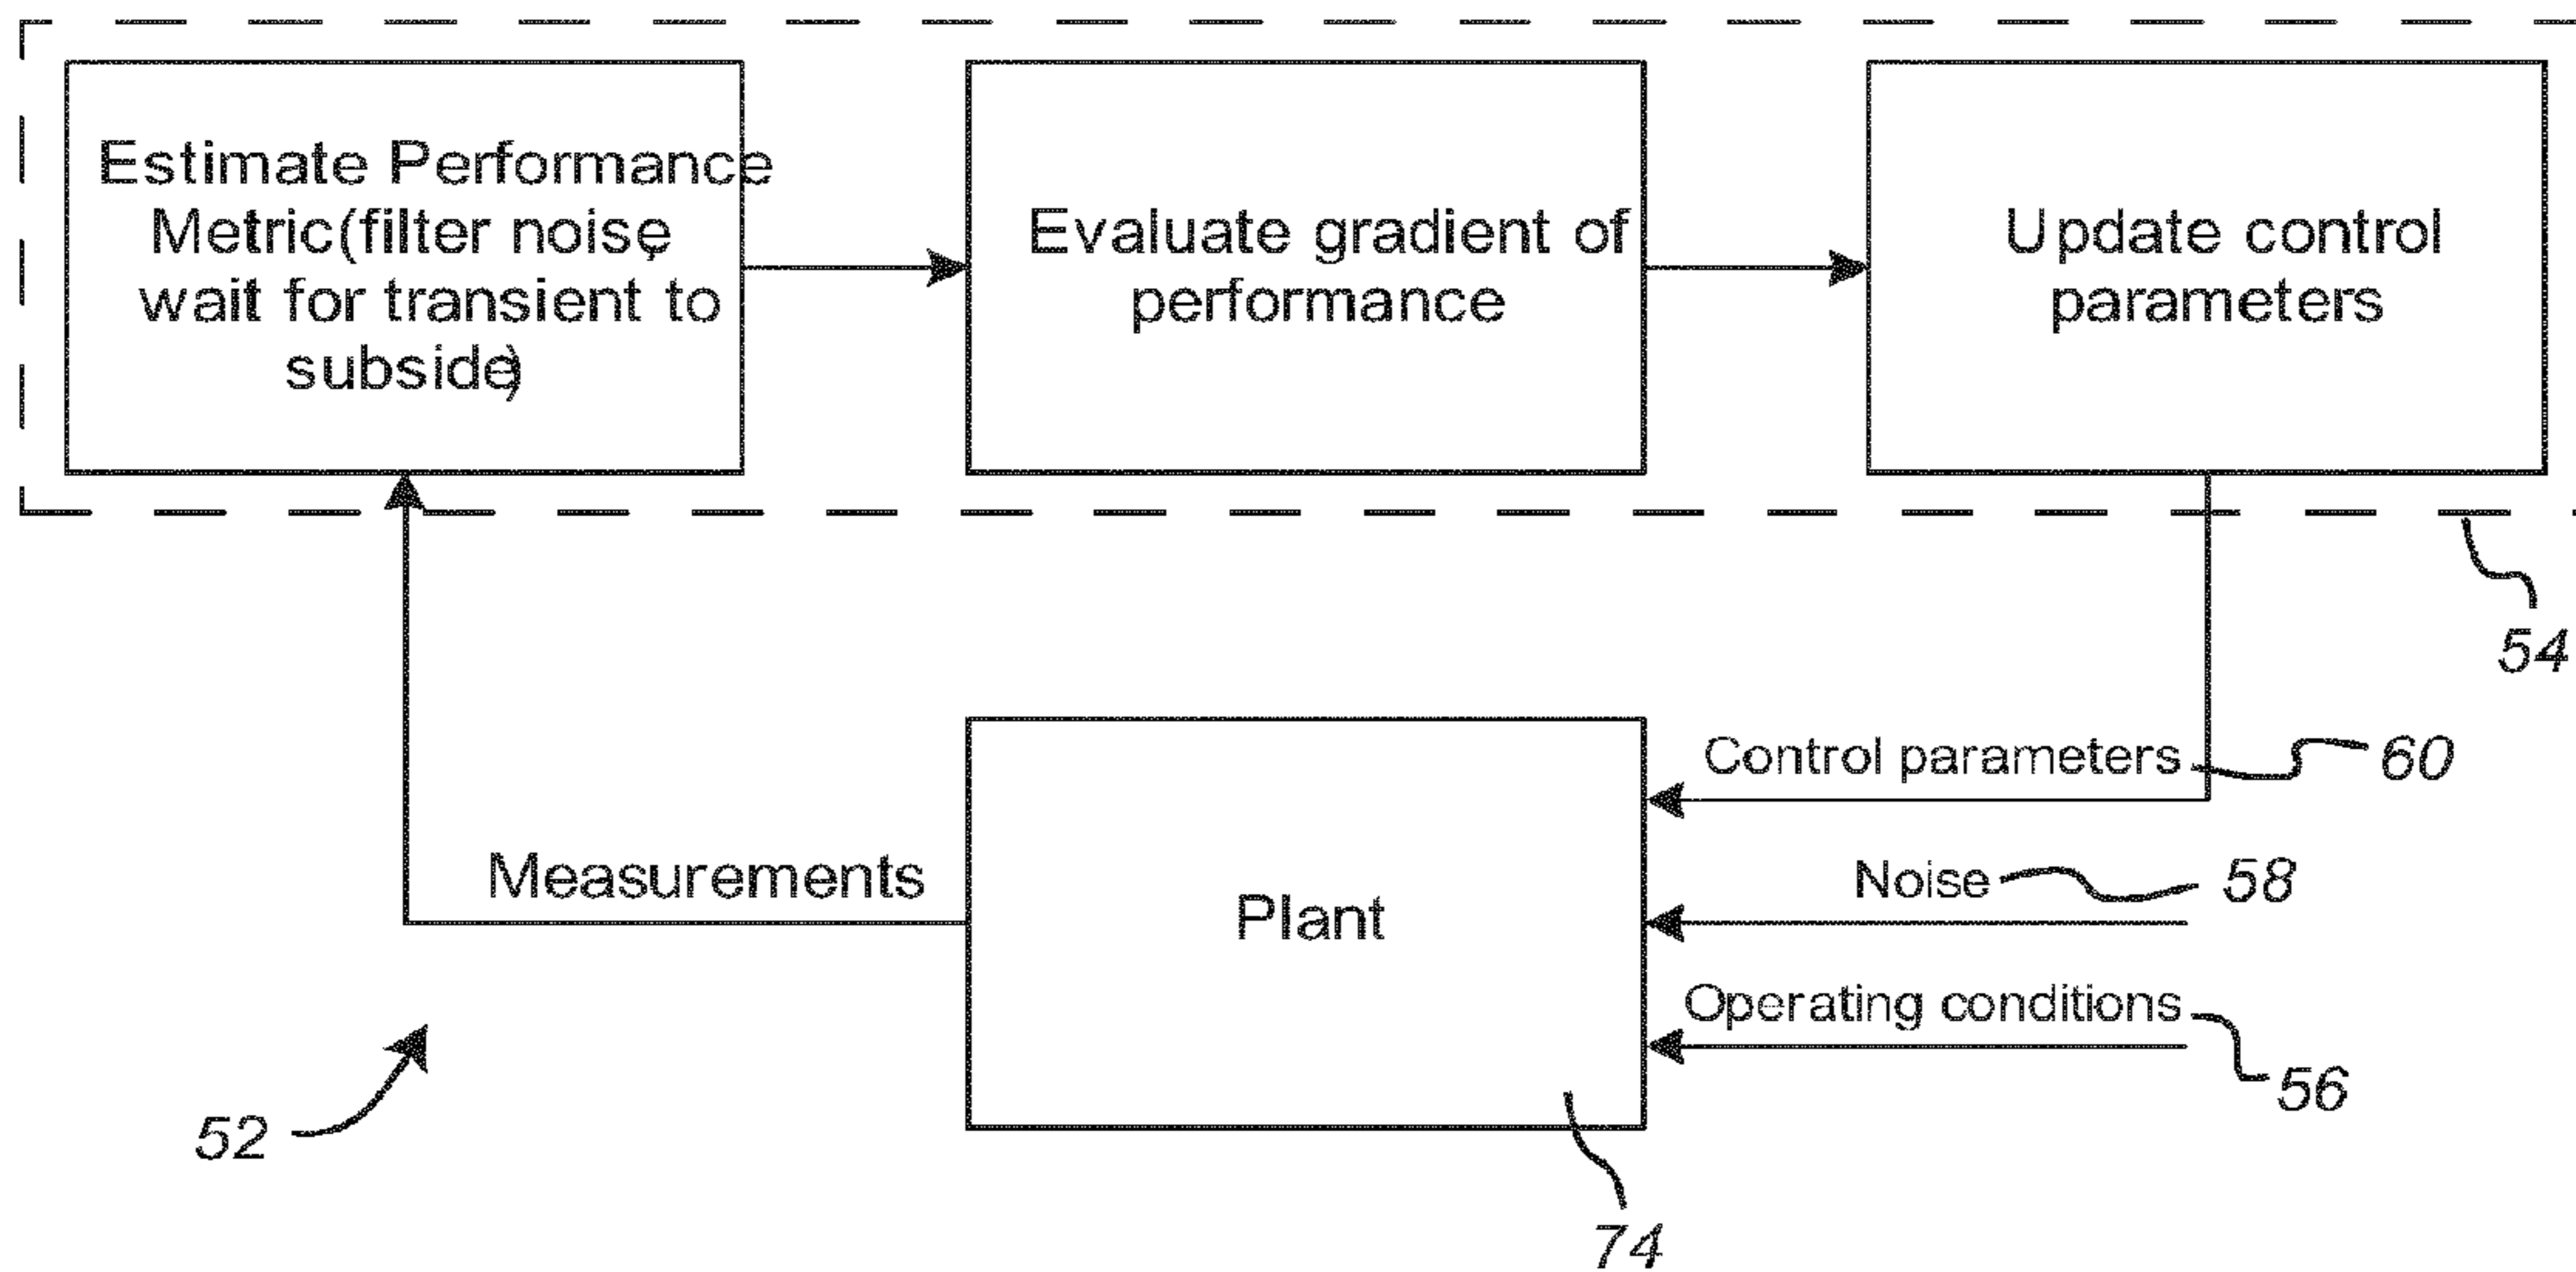 Estimate Performance
Metric(filter noise,
wait for transient to
subside)
Evaluate gradient of
performance
Update control
parameters
54
Control parameters
60
Noise
58
Measurements
Plant
Operating conditions
56
52
74